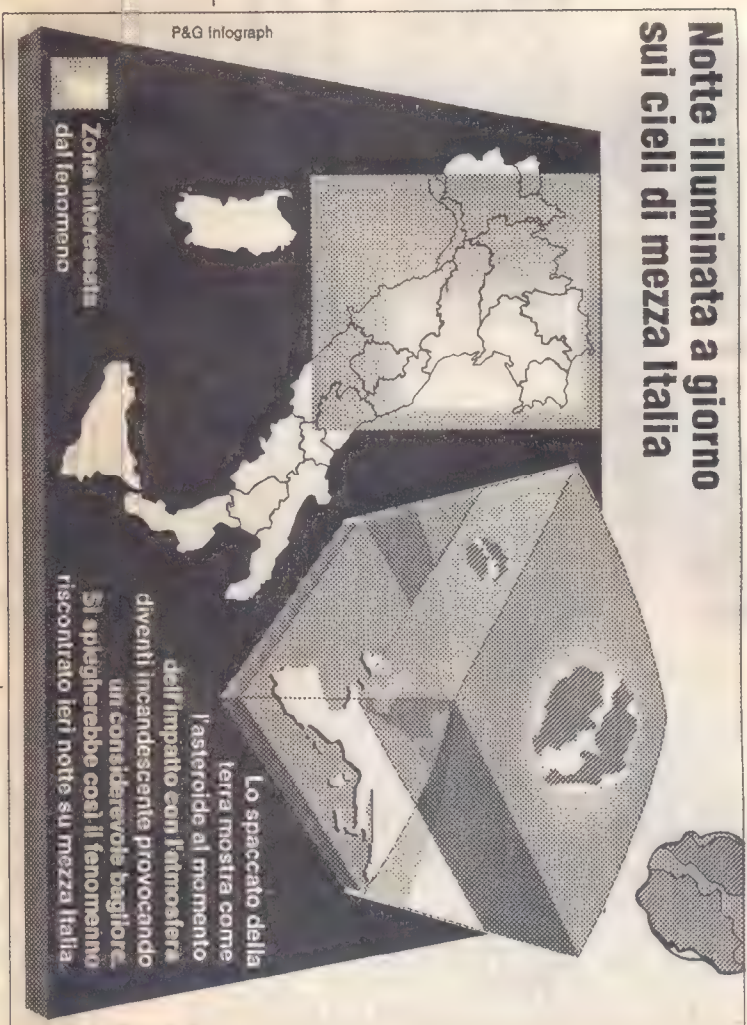 Notte illuminata a giorno
sui cieli di mezza Italia
P&G Infograph
Zona interessata
dal fenomeno
Lo spaccato della
terra mostra come
l'asteroide al momento
dell'impatto con l'atmosfera
diventi incandescente provocando
un considerevole bagliore.
Si spiegherebbe così il fenomenno
riscontrato ieri notte su mezza Italia